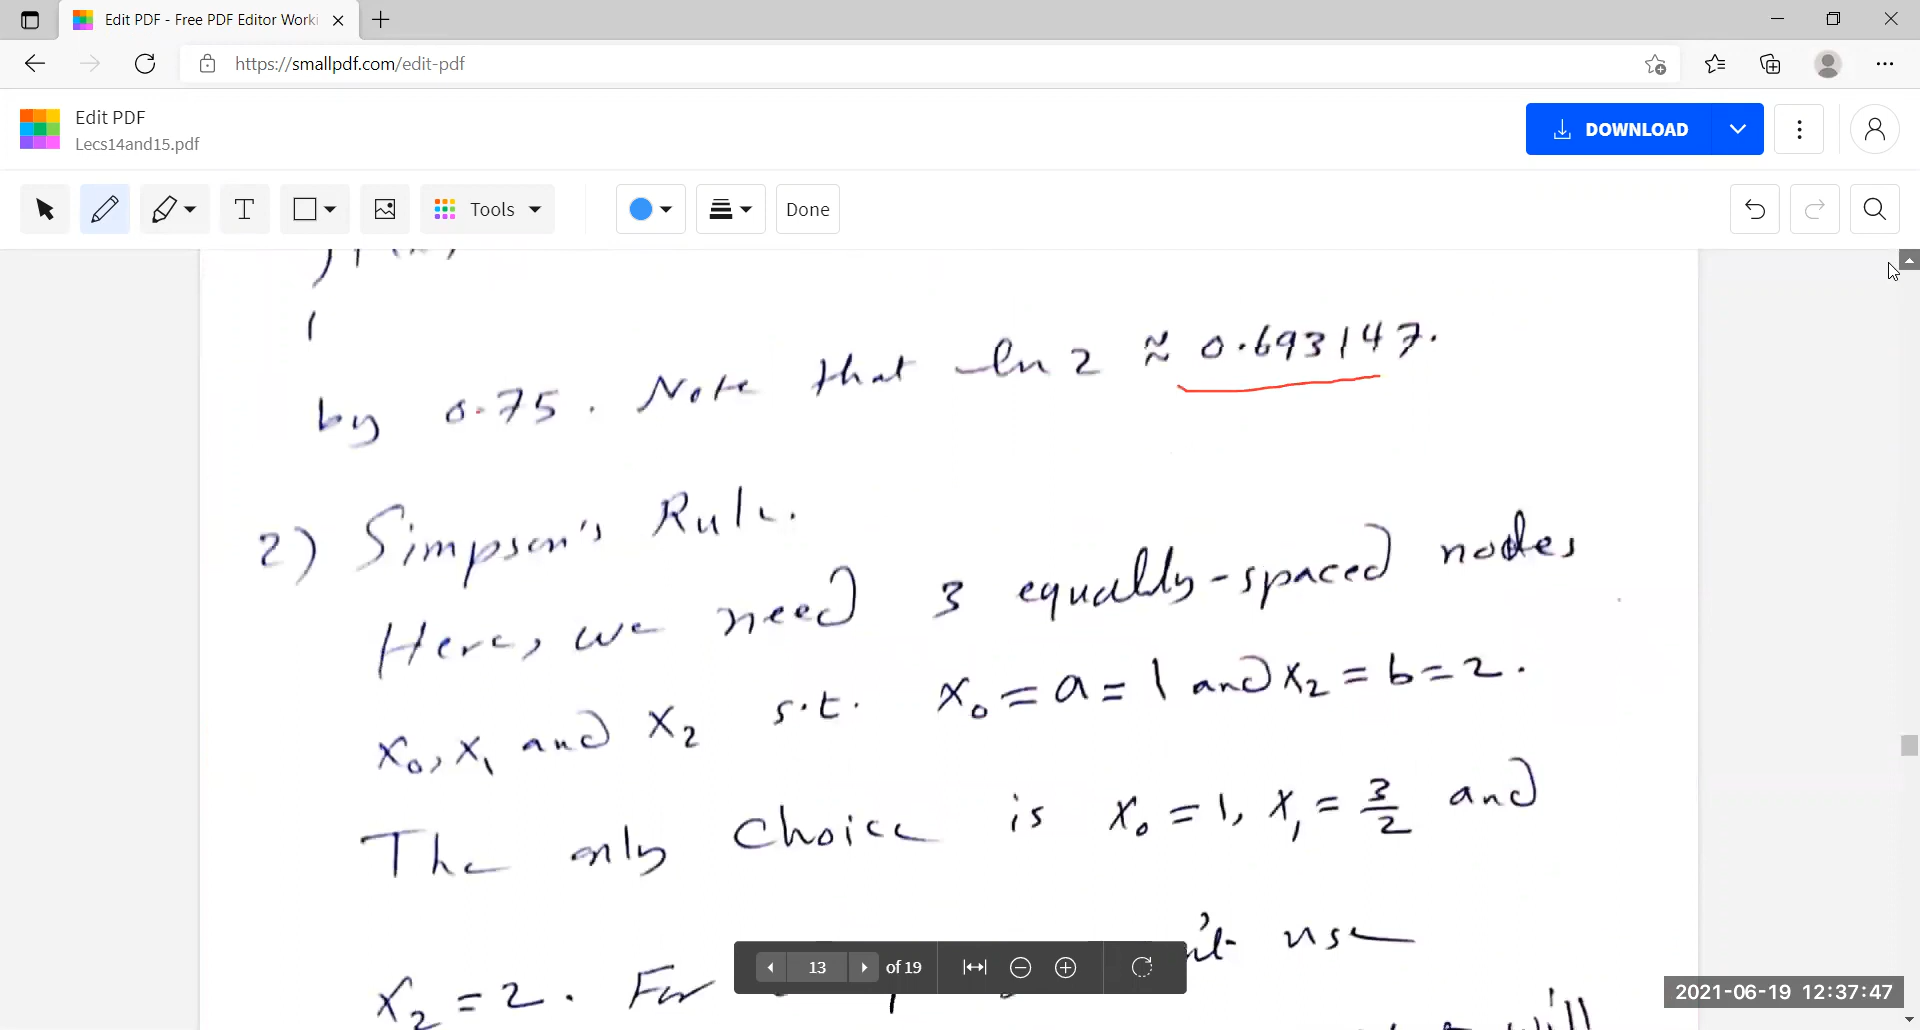 Edit PDF - Free PDF Editor Worki
https://smallpdf.com/edit-pdf
Edit PDF
Lecs14and15.pdf
DOWNLOAD
T
Tools
Done
1
by 0.75. Note that ln 2 ≈ 0.693147.
2) Simpson's Rule.
Here, we need 3 equally-spaced nodes
x₀, x₁ and x₂ s.t. x₀ = a = 1 and x₂ = b = 2.
The only choice is x₀ = 1, x₁ = 3/2 and
x₂ = 2. For use
will
13 of 19
2021-06-19 12:37:47